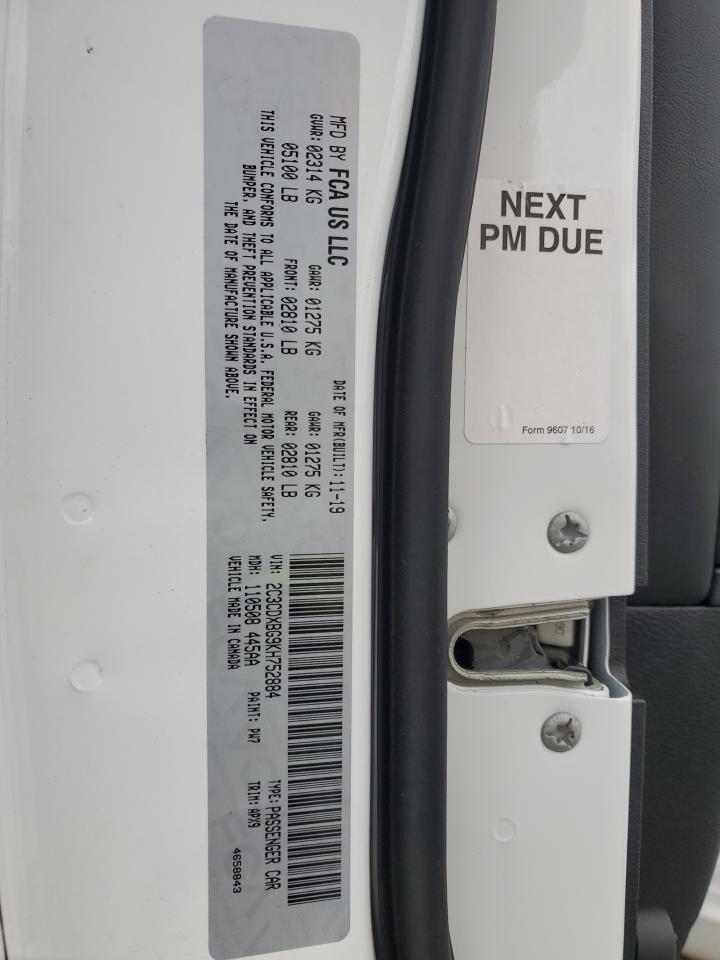 MFD BY FCA US LLC
DATE OF MFR(BUILT): 11-19
GVWR: 02314 KG
GAWR: 01275 KG
GAWR: 01275 KG
05100 LB
FRONT: 02810 LB
REAR: 02810 LB
THIS VEHICLE CONFORMS TO ALL APPLICABLE U.S.A. FEDERAL MOTOR VEHICLE SAFETY,
BUMPER, AND THEFT PREVENTION STANDARDS IN EFFECT ON
THE DATE OF MANUFACTURE SHOWN ABOVE.
VIN: 2C3CDXBG9KH752884
TYPE: PASSENGER CAR
MDH: 110508 445AA
PAINT: PW7
TRIM: APX9
VEHICLE MADE IN CANADA
4658843
NEXT
PM DUE
Form 9607 10/16